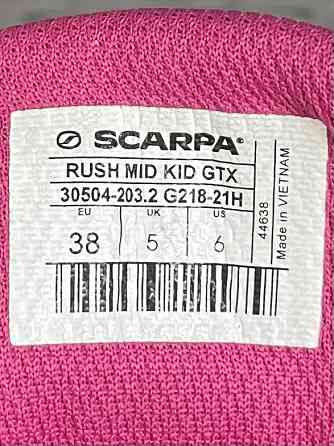 SCARPA
RUSH MID KID GTX
30504-203.2 G218-21H
EU UK US
38 5 6
44638
Made in VIETNAM